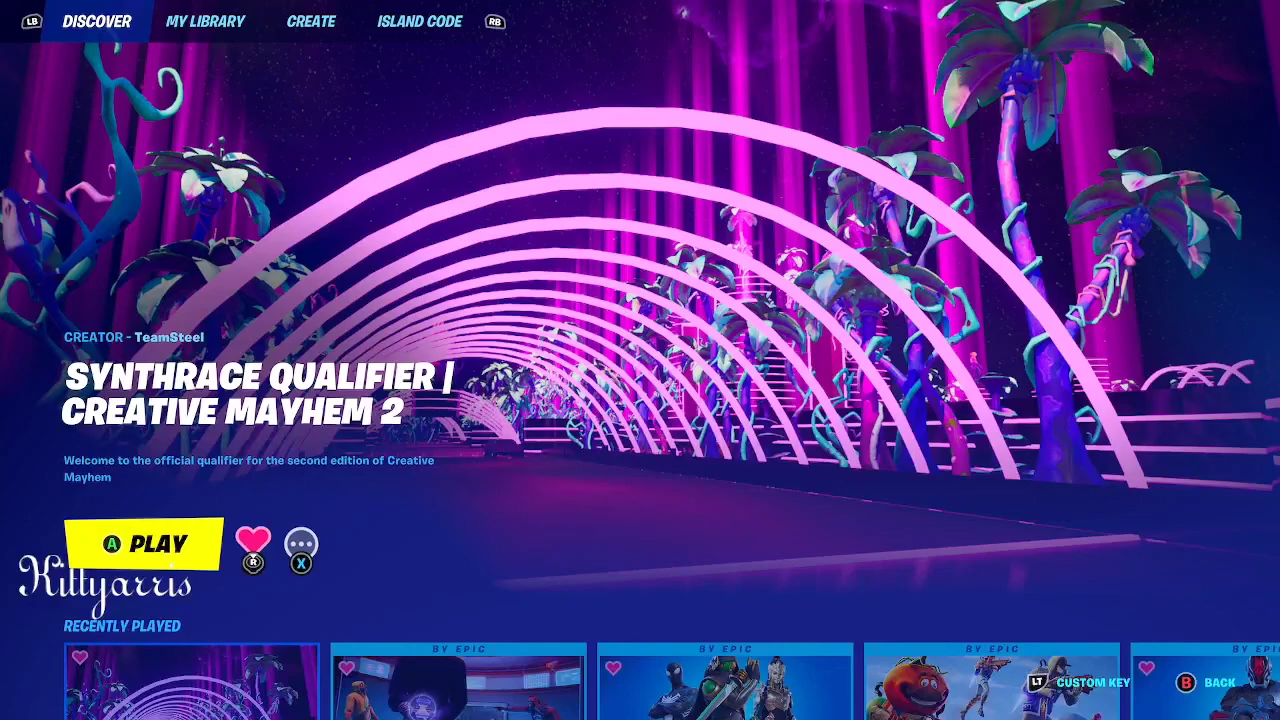 LB DISCOVER MY LIBRARY CREATE ISLAND CODE RB
CREATOR - TeamSteel
SYNTHRACE QUALIFIER |
CREATIVE MAYHEM 2
Welcome to the official qualifier for the second edition of Creative
Mayhem
A PLAY
R X
Kittyarris
RECENTLY PLAYED
BY EPIC BY EPIC BY EPIC BY EPIC
LT CUSTOM KEY B BACK